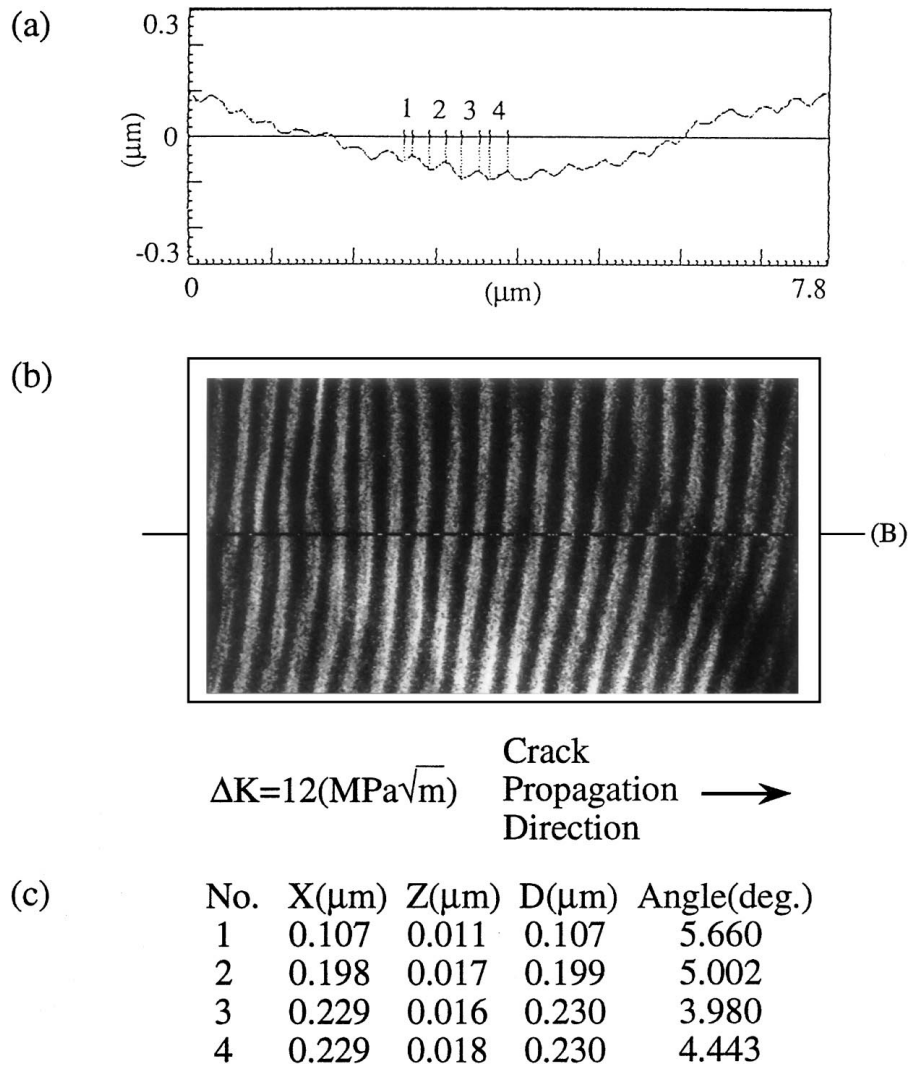 (a)
0.3
1 2 3 4
(μm)
0
-0.3
0 (μm) 7.8
(b)
(B)
ΔK=12(MPa√m)
Crack
Propagation
Direction
(c)
No. X(μm) Z(μm) D(μm) Angle(deg.)
1 0.107 0.011 0.107 5.660
2 0.198 0.017 0.199 5.002
3 0.229 0.016 0.230 3.980
4 0.229 0.018 0.230 4.443